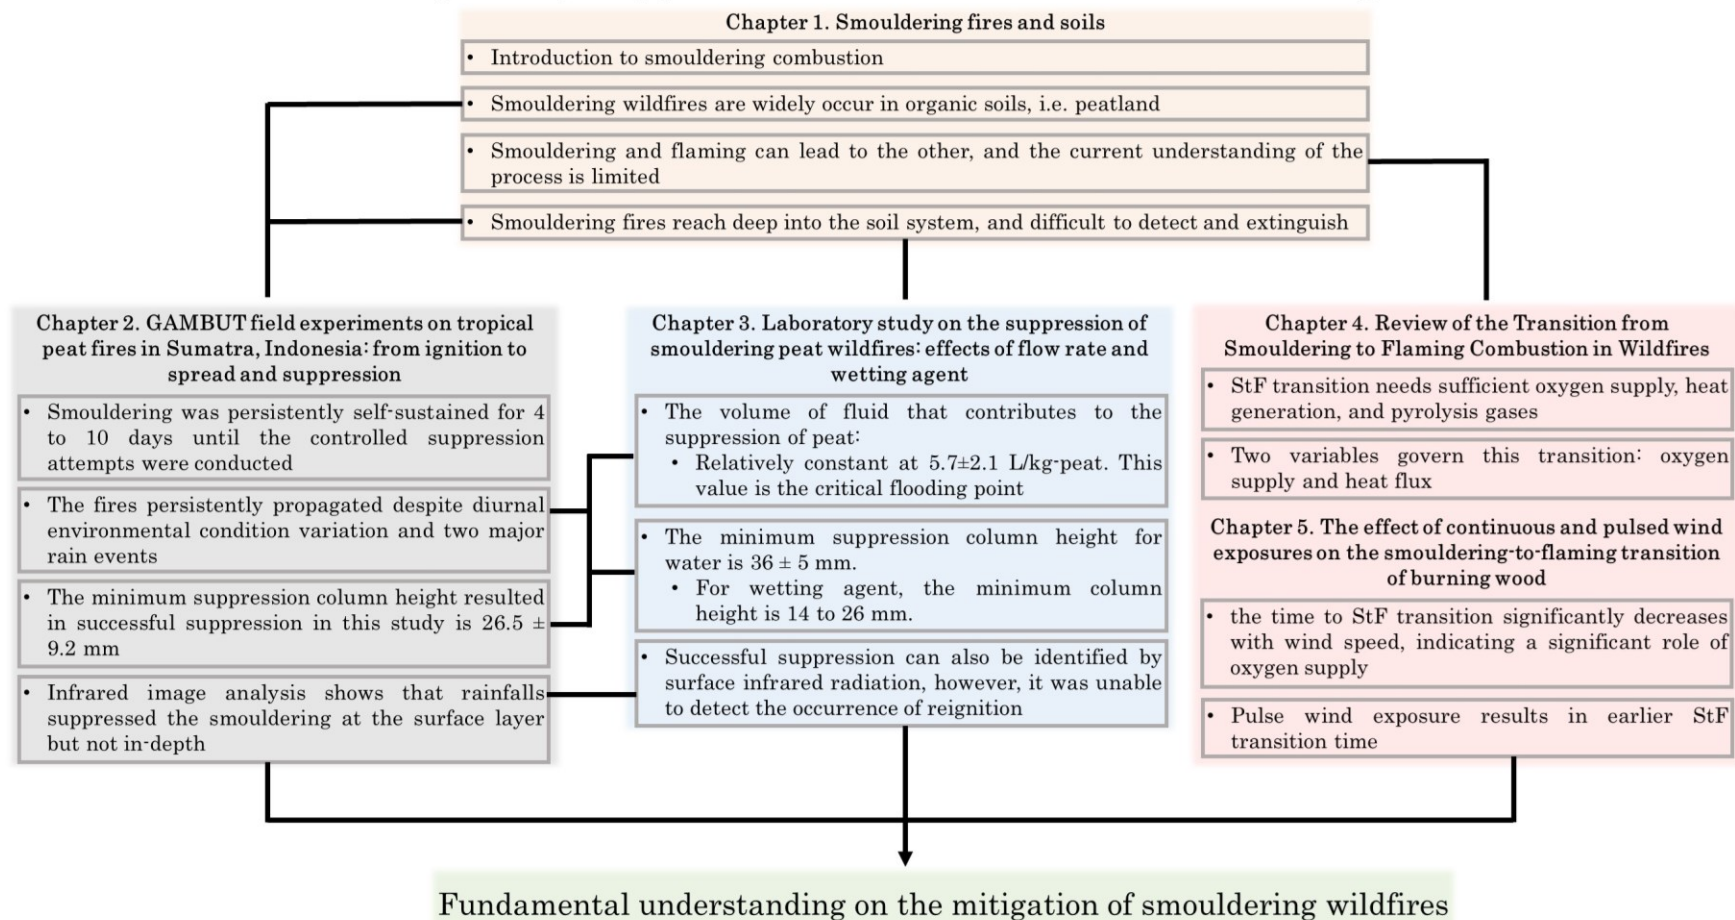 Chapter 1. Smouldering fires and soils
• Introduction to smouldering combustion
• Smouldering wildfires are widely occur in organic soils, i.e. peatland
• Smouldering and flaming can lead to the other, and the current understanding of the
process is limited
• Smouldering fires reach deep into the soil system, and difficult to detect and extinguish
Chapter 2. GAMBUT field experiments on tropical
peat fires in Sumatra, Indonesia: from ignition to
spread and suppression
• Smouldering was persistently self-sustained for 4
to 10 days until the controlled suppression
attempts were conducted
• The fires persistently propagated despite diurnal
environmental condition variation and two major
rain events
• The minimum suppression column height resulted
in successful suppression in this study is 26.5 ±
9.2 mm
• Infrared image analysis shows that rainfalls
suppressed the smouldering at the surface layer
but not in-depth
Chapter 3. Laboratory study on the suppression of
smouldering peat wildfires: effects of flow rate and
wetting agent
• The volume of fluid that contributes to the
suppression of peat:
• Relatively constant at 5.7±2.1 L/kg-peat. This
value is the critical flooding point
• The minimum suppression column height for
water is 36 ± 5 mm.
• For wetting agent, the minimum column
height is 14 to 26 mm.
• Successful suppression can also be identified by
surface infrared radiation, however, it was unable
to detect the occurrence of reignition
Chapter 4. Review of the Transition from
Smouldering to Flaming Combustion in Wildfires
• StF transition needs sufficient oxygen supply, heat
generation, and pyrolysis gases
• Two variables govern this transition: oxygen
supply and heat flux
Chapter 5. The effect of continuous and pulsed wind
exposures on the smouldering-to-flaming transition
of burning wood
• the time to StF transition significantly decreases
with wind speed, indicating a significant role of
oxygen supply
• Pulse wind exposure results in earlier StF
transition time
Fundamental understanding on the mitigation of smouldering wildfires